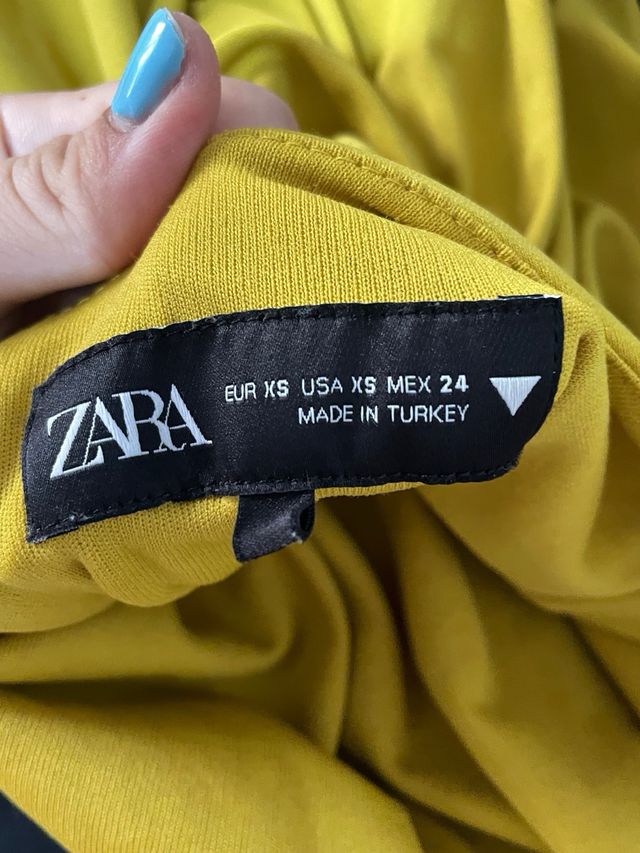 ZARA
EUR XS USA XS MEX 24
MADE IN TURKEY